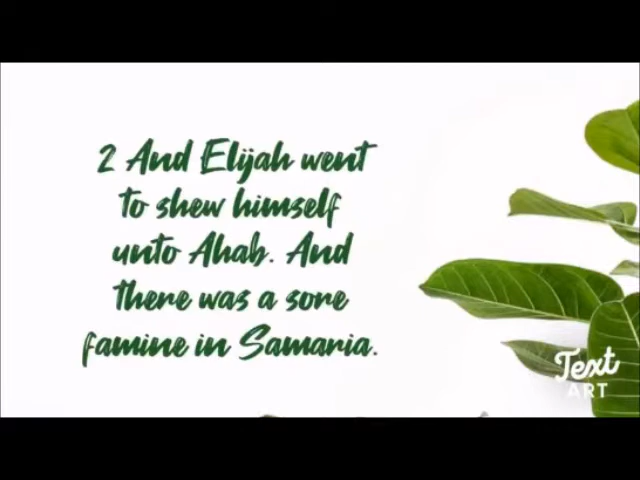 2 And Elijah went
to shew himself
unto Ahab. And
there was a sore
famine in Samaria.
Text
ART